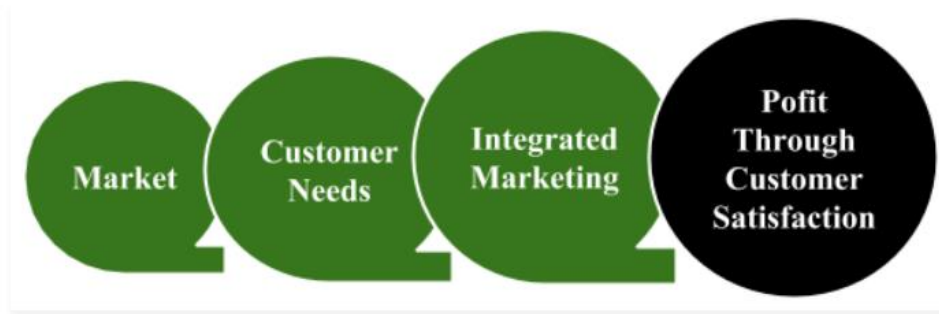 Market
Customer
Needs
Integrated
Marketing
Pofit
Through
Customer
Satisfaction